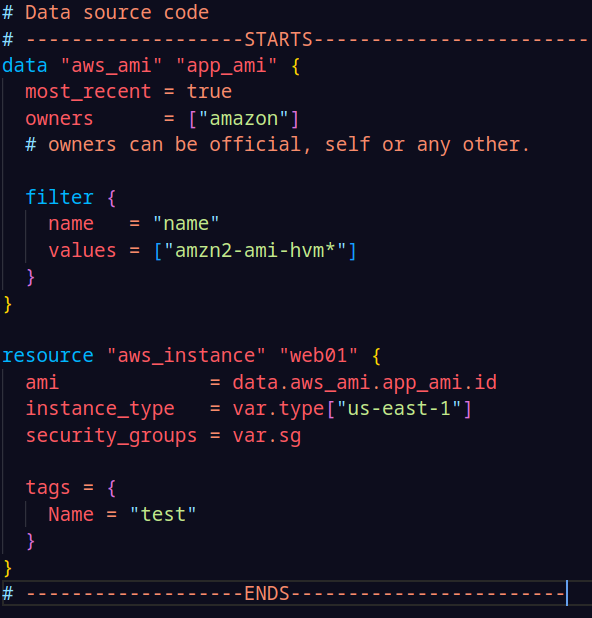 # Data source code
# -------------------STARTS------------------------
data "aws_ami" "app_ami" {
  most_recent = true
  owners      = ["amazon"]
  # owners can be official, self or any other.

  filter {
    name   = "name"
    values = ["amzn2-ami-hvm*"]
  }
}

resource "aws_instance" "web01" {
  ami             = data.aws_ami.app_ami.id
  instance_type   = var.type["us-east-1"]
  security_groups = var.sg

  tags = {
    Name = "test"
  }
}
# -------------------ENDS------------------------